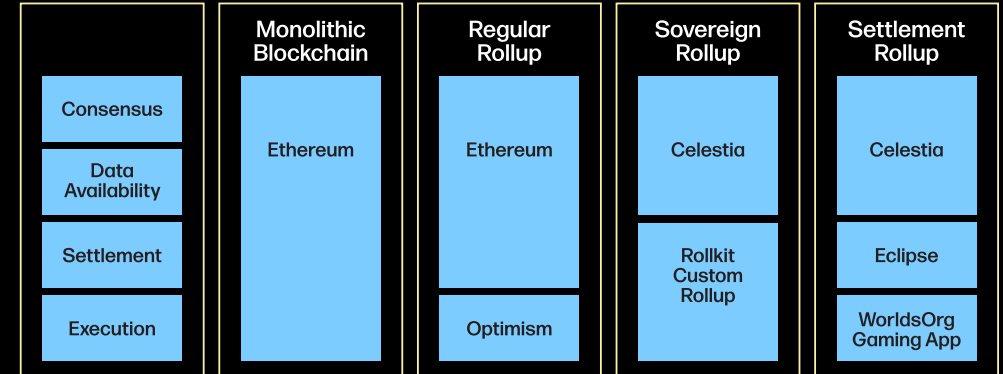 Consensus
Data
Availability
Settlement
Execution
Monolithic
Blockchain
Ethereum
Regular
Rollup
Ethereum
Optimism
Sovereign
Rollup
Celestia
Rollkit
Custom
Rollup
Settlement
Rollup
Celestia
Eclipse
WorldsOrg
Gaming App